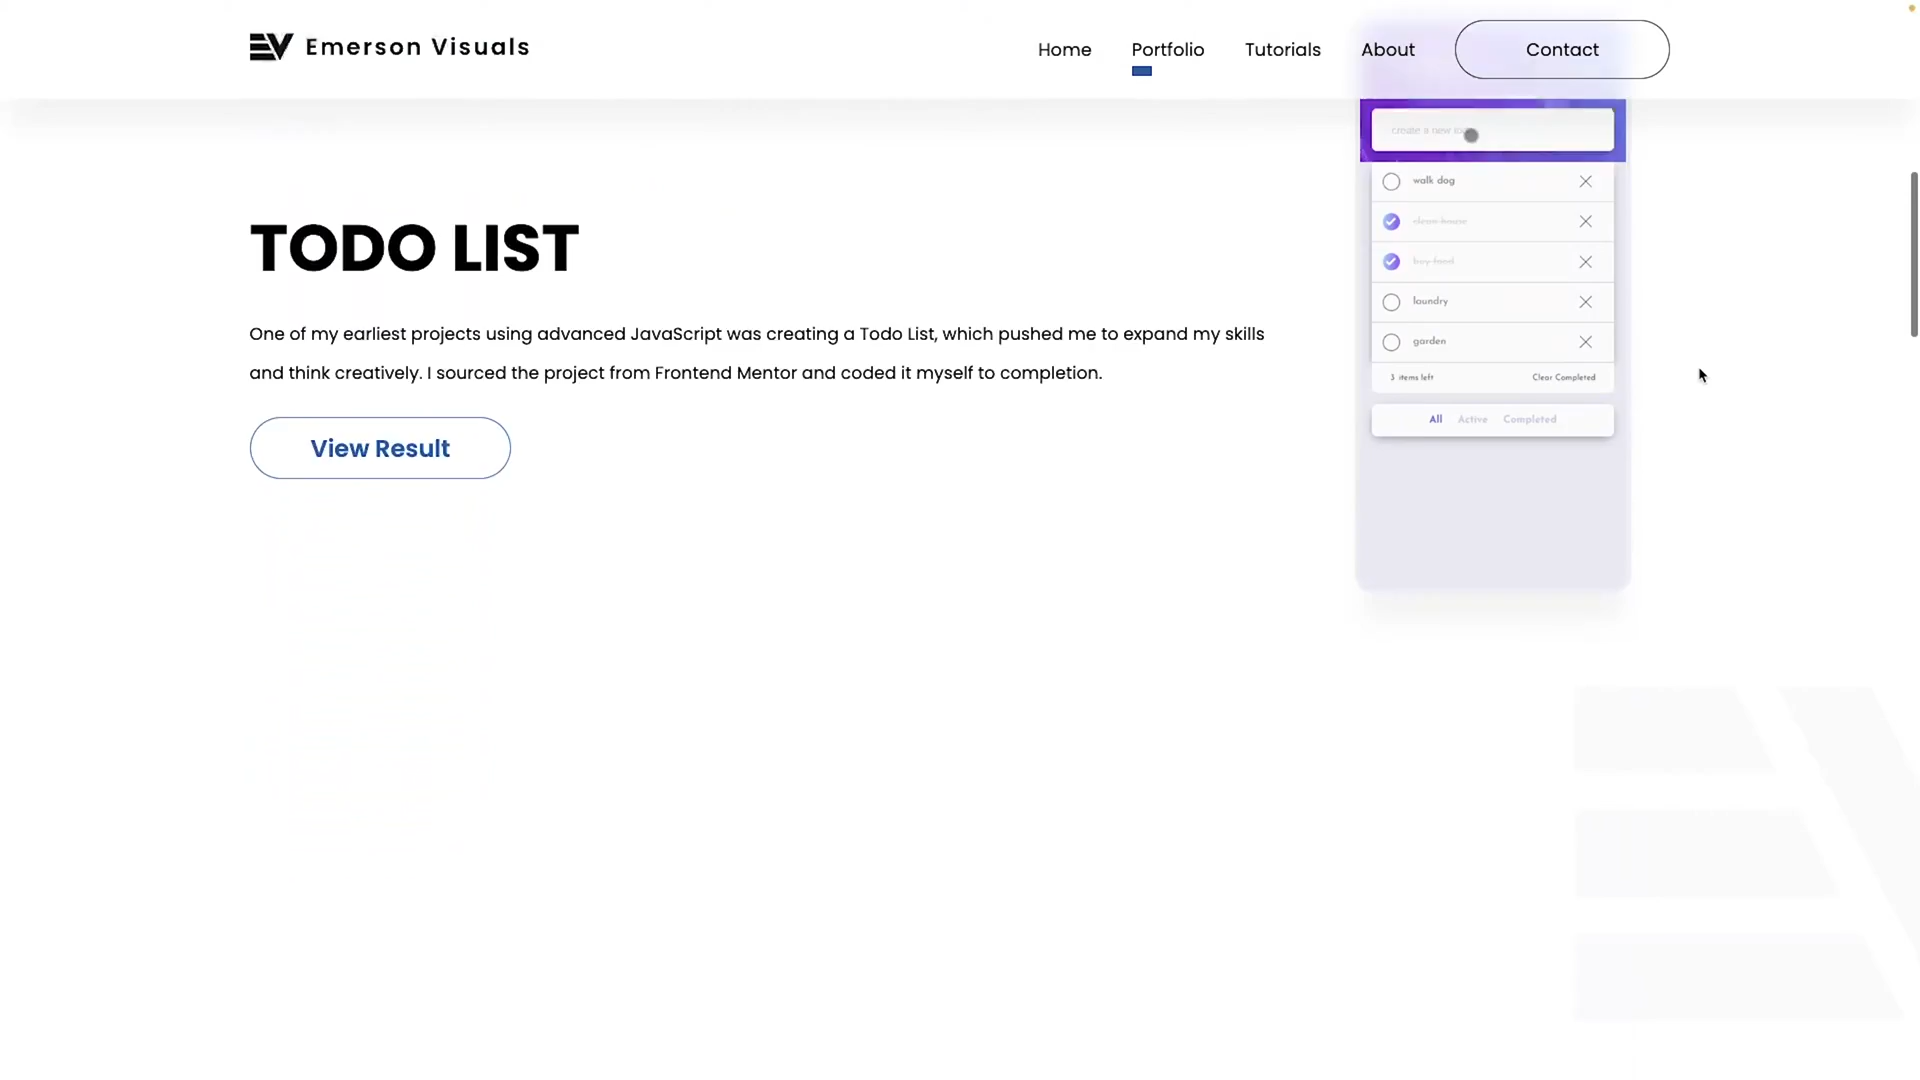 Emerson Visuals
Home
Portfolio
Tutorials
About
Contact
create a new
walk dog
clean house
buy food
loundry
garden
3 items left
Clear Completed
All
Active
Completed
TODO LIST
One of my earliest projects using advanced JavaScript was creating a Todo List, which pushed me to expand my skills
and think creatively. I sourced the project from Frontend Mentor and coded it myself to completion.
View Result